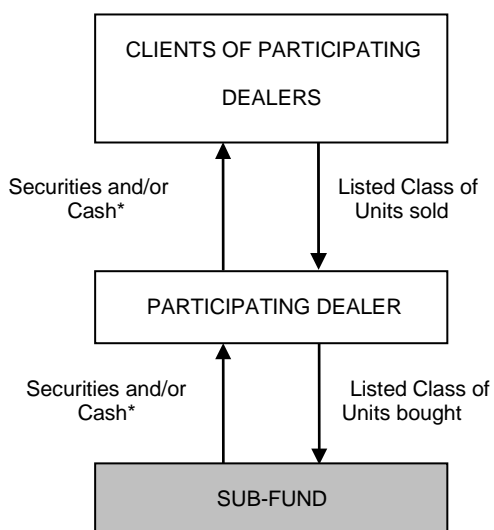 CLIENTS OF PARTICIPATING
DEALERS
Securities and/or
Cash*
Listed Class of
Units sold
PARTICIPATING DEALER
Securities and/or
Cash*
Listed Class of
Units bought
SUB-FUND